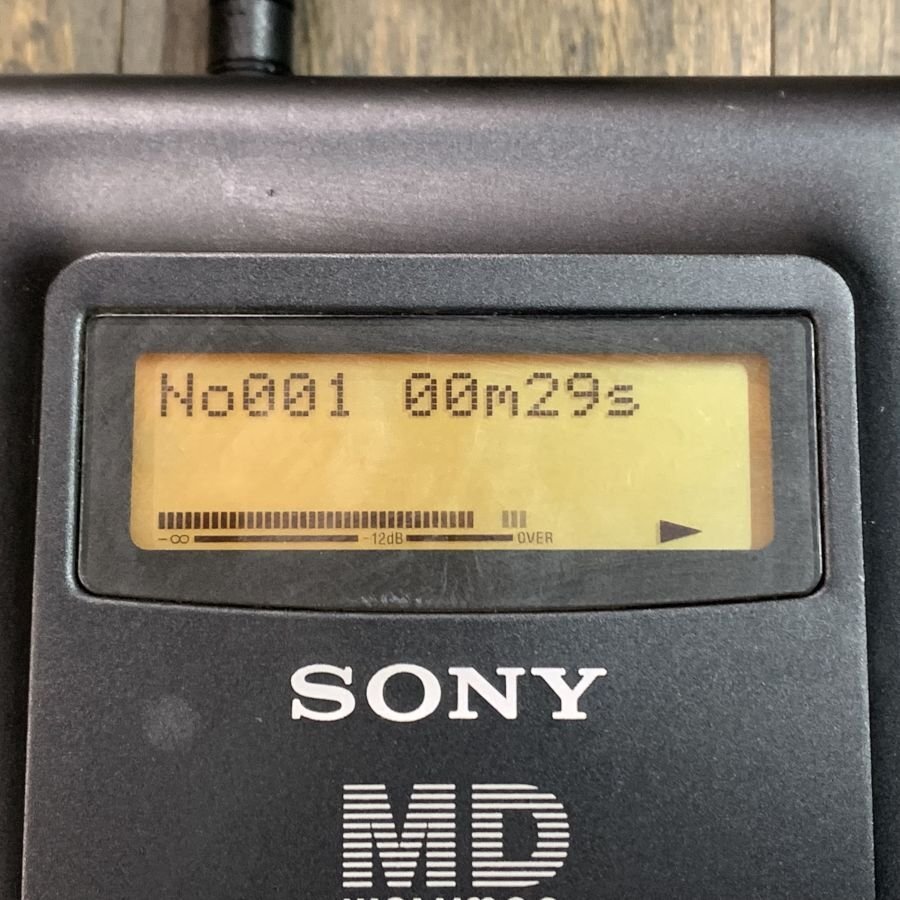 No001 00m29s
-∞ -12dB OVER
SONY
MD